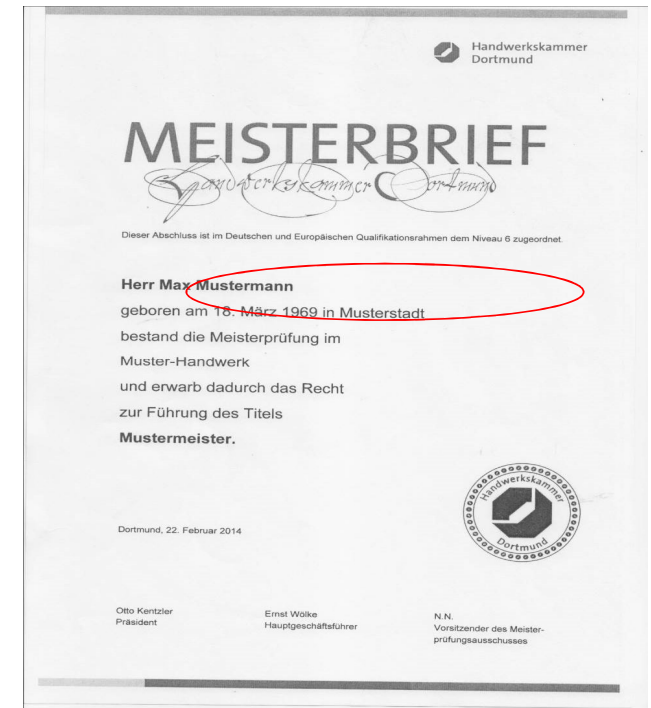 Handwerkskammer
Dortmund
MEISTERBRIEF
Handwerkskammer Dortmund
Dieser Abschluss ist im Deutschen und Europäischen Qualifikationsrahmen dem Niveau 6 zugeordnet.
Herr Max Mustermann
geboren am 18. März 1969 in Musterstadt
bestand die Meisterprüfung im
Muster-Handwerk
und erwarb dadurch das Recht
zur Führung des Titels
Mustermeister.
Handwerkskammer
Dortmund
Dortmund, 22. Februar 2014
Otto Kentzler
Präsident
Ernst Wölke
Hauptgeschäftsführer
N.N.
Vorsitzender des Meister-
prüfungsausschusses